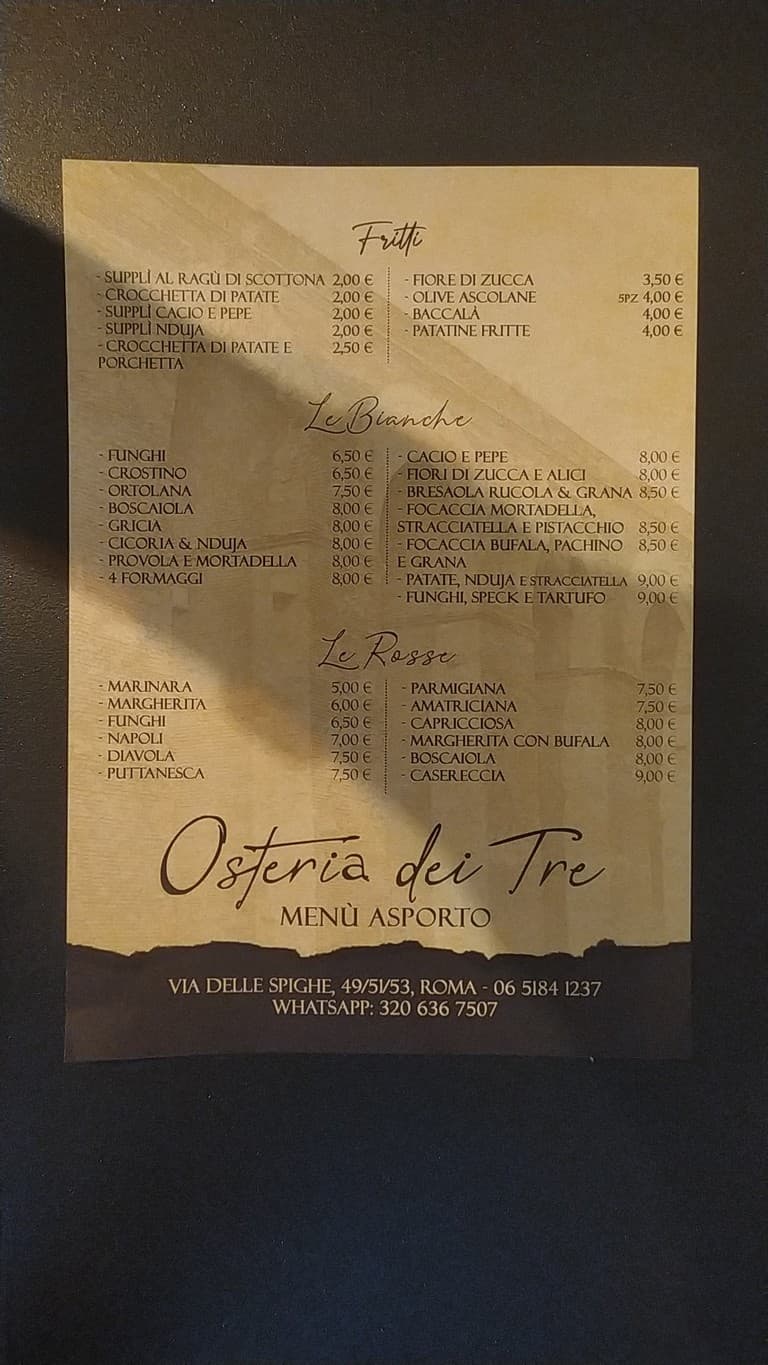 Fritti
- SUPPLÌ AL RAGÙ DI SCOTTONA 2,00 €
- CROCCHETTA DI PATATE 2,00 €
- SUPPLÌ CACIO E PEPE 2,00 €
- SUPPLÌ NDUJA 2,00 €
- CROCCHETTA DI PATATE E 2,50 €
PORCHETTA
- FIORE DI ZUCCA 3,50 €
- OLIVE ASCOLANE 5PZ 4,00 €
- BACCALÀ 4,00 €
- PATATINE FRITTE 4,00 €
Le Bianche
- FUNGHI 6,50 €
- CROSTINO 6,50 €
- ORTOLANA 7,50 €
- BOSCAIOLA 8,00 €
- GRICIA 8,00 €
- CICORIA & NDUJA 8,00 €
- PROVOLA E MORTADELLA 8,00 €
- 4 FORMAGGI 8,00 €
- CACIO E PEPE 8,00 €
- FIORI DI ZUCCA E ALICI 8,00 €
- BRESAOLA RUCOLA & GRANA 8,50 €
- FOCACCIA MORTADELLA,
STRACCIATELLA E PISTACCHIO 8,50 €
- FOCACCIA BUFALA, PACHINO 8,50 €
E GRANA
- PATATE, NDUJA E STRACCIATELLA 9,00 €
- FUNGHI, SPECK E TARTUFO 9,00 €
Le Rosse
- MARINARA 5,00 €
- MARGHERITA 6,00 €
- FUNGHI 6,50 €
- NAPOLI 7,00 €
- DIAVOLA 7,50 €
- PUTTANESCA 7,50 €
- PARMIGIANA 7,50 €
- AMATRICIANA 7,50 €
- CAPRICCIOSA 8,00 €
- MARGHERITA CON BUFALA 8,00 €
- BOSCAIOLA 8,00 €
- CASERECCIA 9,00 €
Osteria dei Tre
MENÙ ASPORTO
VIA DELLE SPIGHE, 49/51/53, ROMA - 06 5184 1237
WHATSAPP: 320 636 7507